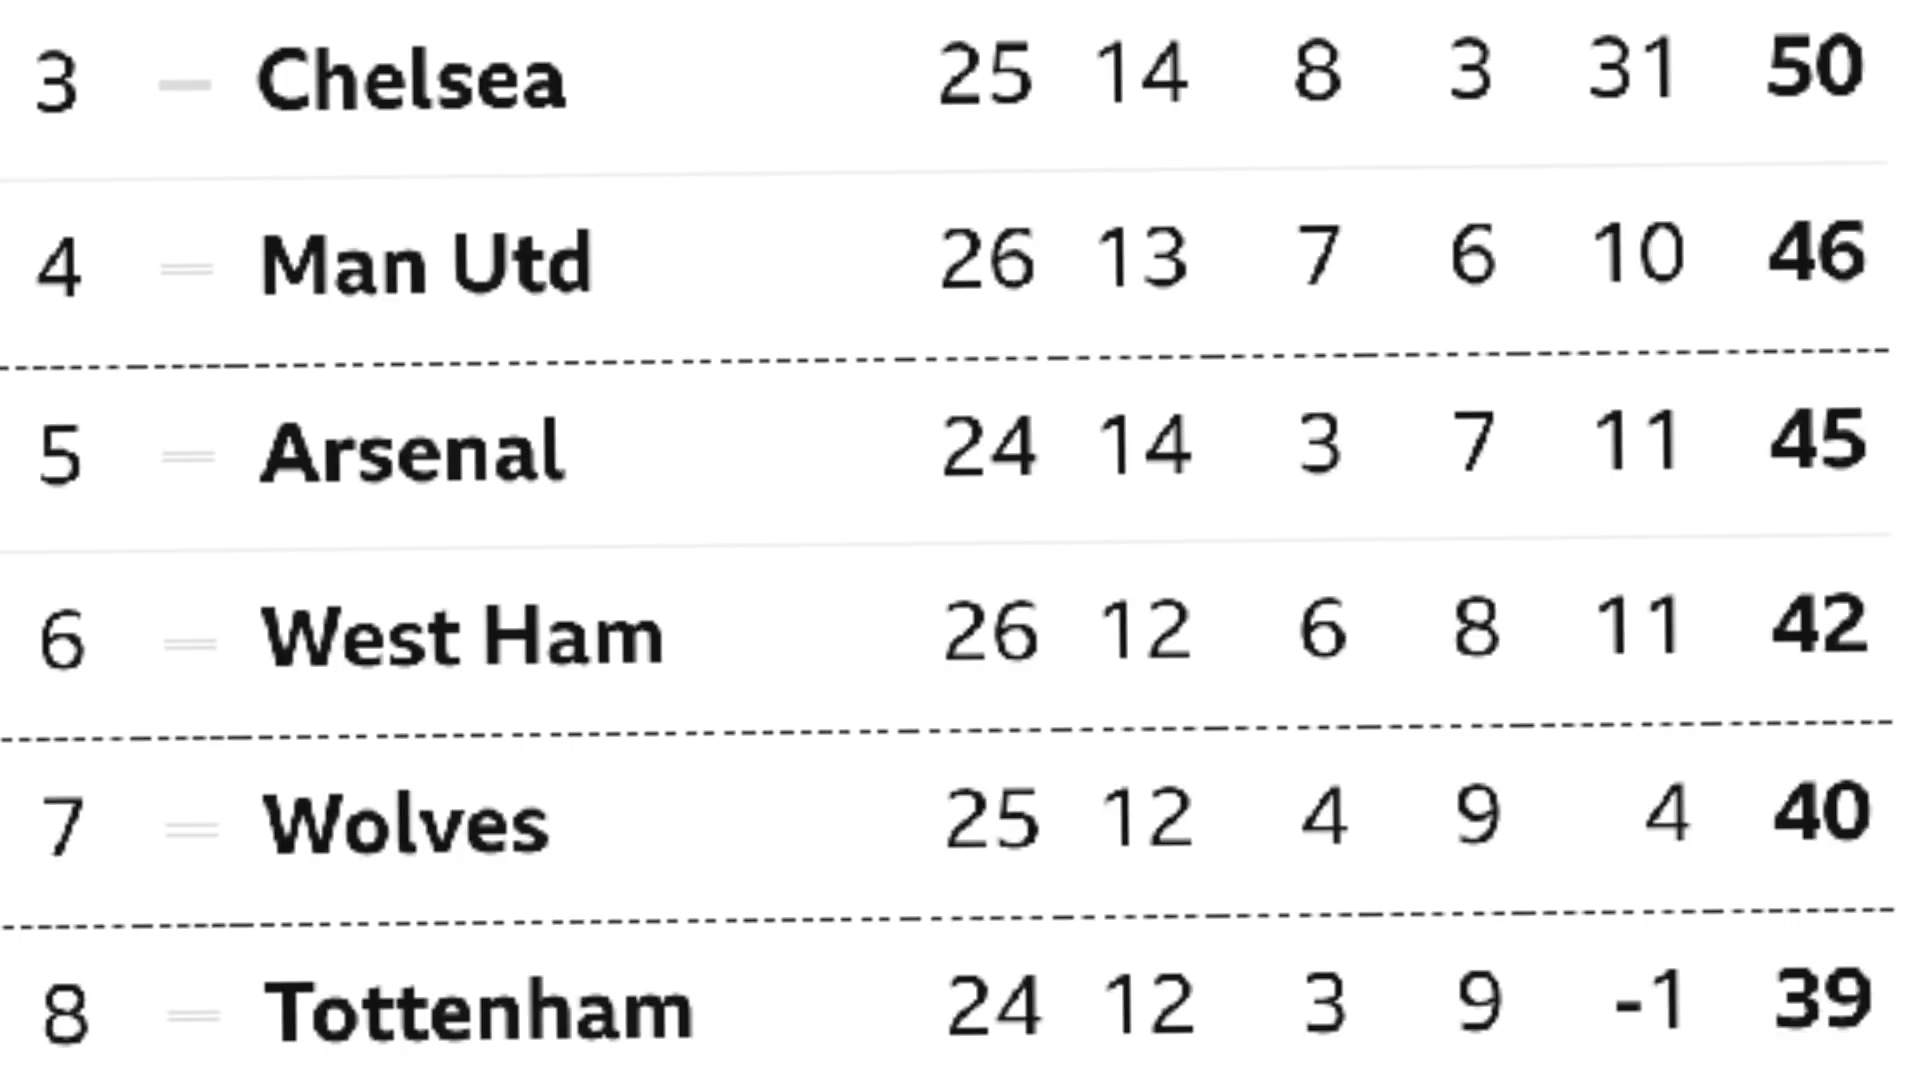 3 – Chelsea 25 14 8 3 31 50
4 = Man Utd 26 13 7 6 10 46
5 = Arsenal 24 14 3 7 11 45
6 = West Ham 26 12 6 8 11 42
7 = Wolves 25 12 4 9 4 40
8 = Tottenham 24 12 3 9 -1 39